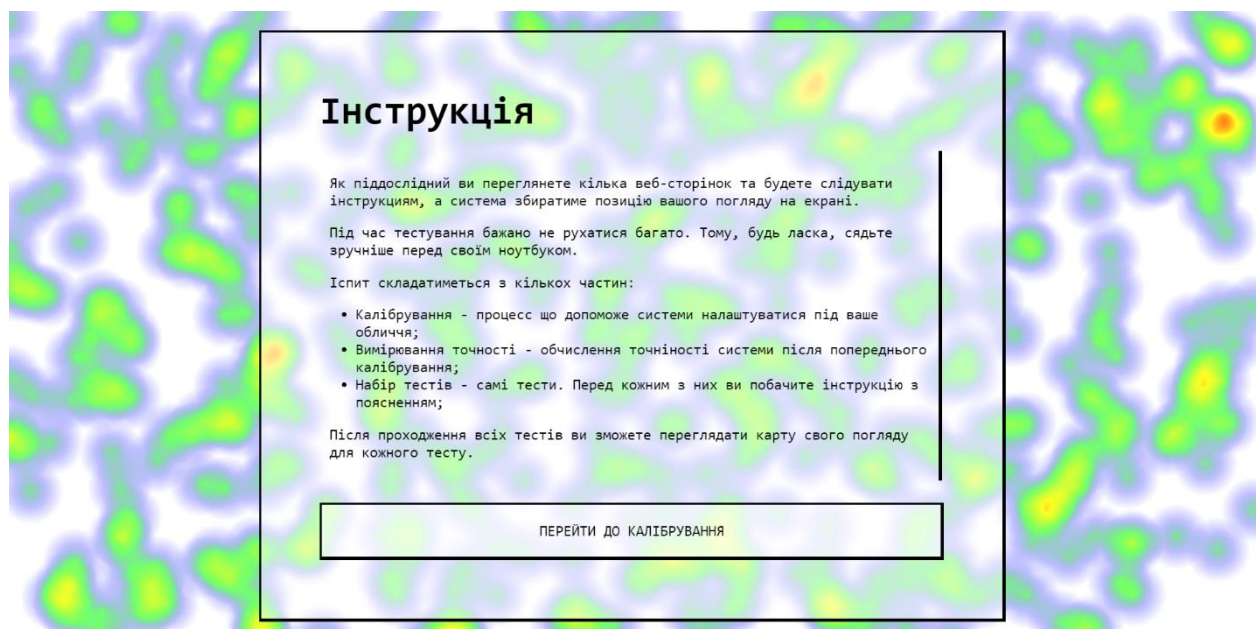 Інструкція
Як піддослідний ви переглянете кілька веб-сторінок та будете слідувати
інструкциям, а система збиратиме позицію вашого погляду на екрані.
Під час тестування бажано не рухатися багато. Тому, будь ласка, сядьте
зручніше перед своїм ноутбуком.
Іспит складатиметься з кількох частин:
• Калібрування - процесс що допоможе системи налаштуватися під ваше
обличчя;
• Вимірювання точності - обчислення точніності системи після попереднього
калібрування;
• Набір тестів - самі тести. Перед кожним з них ви побачите інструкцію з
поясненням;
Після проходження всіх тестів ви зможете переглядати карту свого погляду
для кожного тесту.
ПЕРЕЙТИ ДО КАЛІБРУВАННЯ